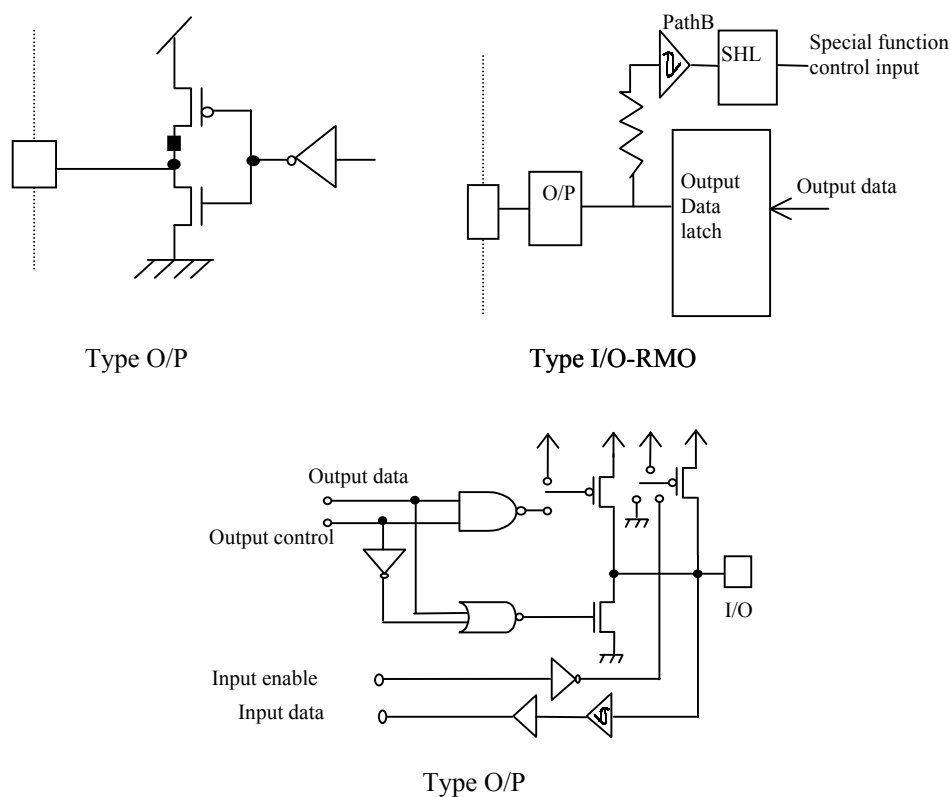 PathB
SHL
Special function
control input
O/P
Output
Data
latch
Output data
Type O/P
Type I/O-RMO
Output data
Output control
I/O
Input enable
Input data
Type O/P